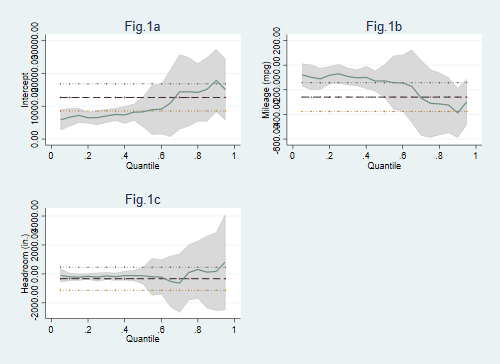 Fig.1a
Intercept
0.00 10000.00 20000.00 30000.00
0 .2 .4 .6 .8 1
Quantile
Fig.1b
Mileage (mpg)
-600.00 -400.00 -200.00 0.00 200.00
0 .2 .4 .6 .8 1
Quantile
Fig.1c
Headroom (in.)
-2000.00 0.00 2000.00 4000.00
0 .2 .4 .6 .8 1
Quantile